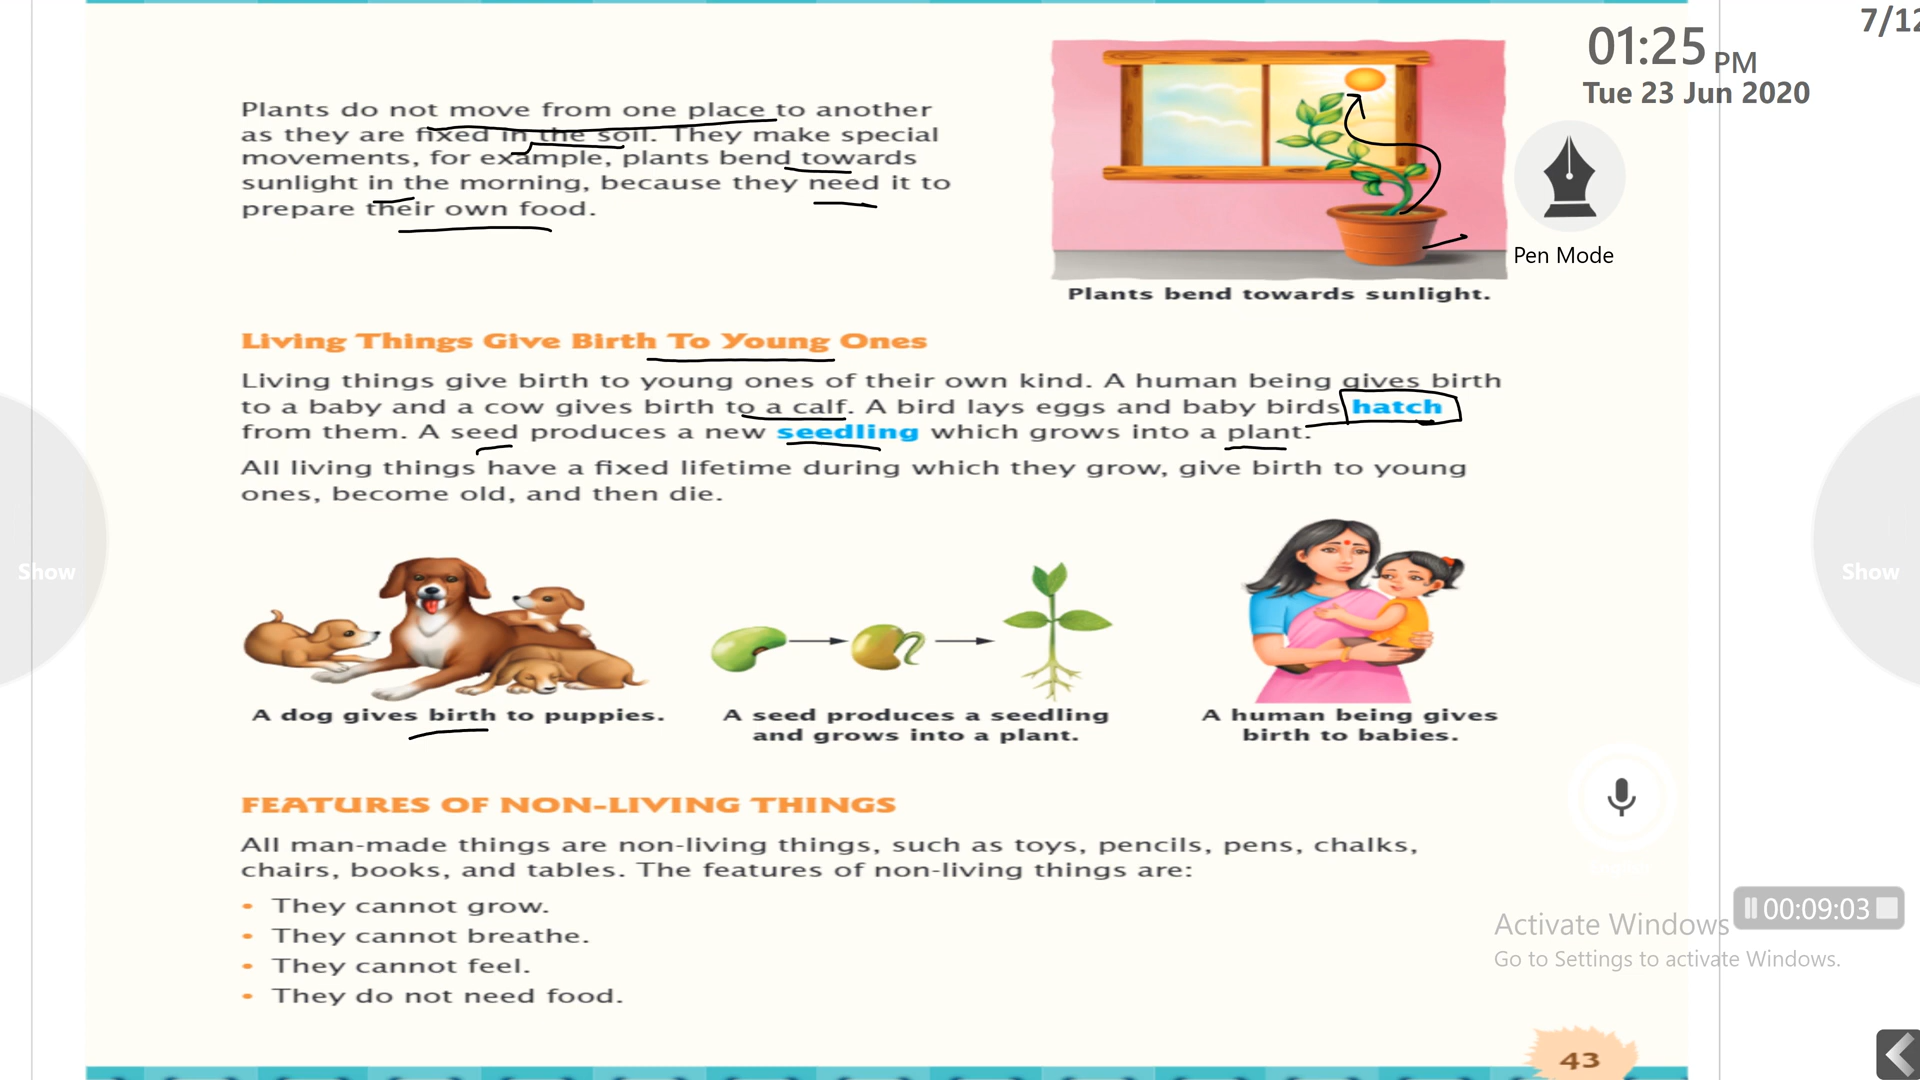 7/12
01:25 PM
Tue 23 Jun 2020
Plants do not move from one place to another
as they are fixed in the soil. They make special
movements, for example, plants bend towards
sunlight in the morning, because they need it to
prepare their own food.
Pen Mode
Plants bend towards sunlight.
Living Things Give Birth To Young Ones
Living things give birth to young ones of their own kind. A human being gives birth
to a baby and a cow gives birth to a calf. A bird lays eggs and baby birds hatch
from them. A seed produces a new seedling which grows into a plant.
All living things have a fixed lifetime during which they grow, give birth to young
ones, become old, and then die.
Show
Show
A dog gives birth to puppies.
A seed produces a seedling
and grows into a plant.
A human being gives
birth to babies.
FEATURES OF NON-LIVING THINGS
All man-made things are non-living things, such as toys, pencils, pens, chalks,
chairs, books, and tables. The features of non-living things are:
• They cannot grow.
• They cannot breathe.
• They cannot feel.
• They do not need food.
00:09:03
Activate Windows
Go to Settings to activate Windows.
43